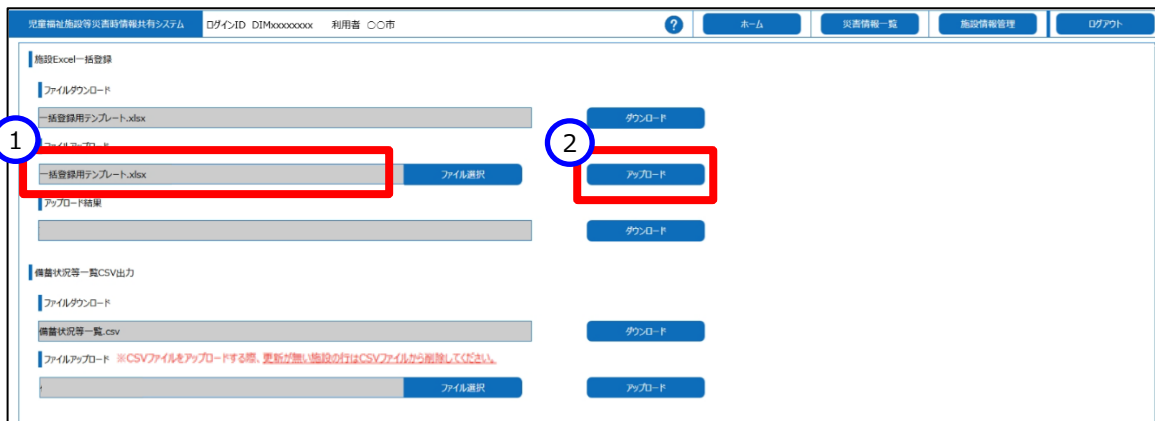 児童福祉施設等災害時情報共有システム ログインID DIMxxxxxxxx 利用者 ○○市 ? ホーム 災害情報一覧 施設情報管理 ログアウト
施設Excel一括登録
ファイルダウンロード
一括登録用テンプレート.xlsx ダウンロード
1 ファイルアップロード 2
一括登録用テンプレート.xlsx ファイル選択 アップロード
アップロード結果
ダウンロード
備蓄状況等一覧CSV出力
ファイルダウンロード
備蓄状況等一覧.csv ダウンロード
ファイルアップロード ※CSVファイルをアップロードする際、更新が無い施設の行はCSVファイルから削除してください。
ファイル選択 アップロード